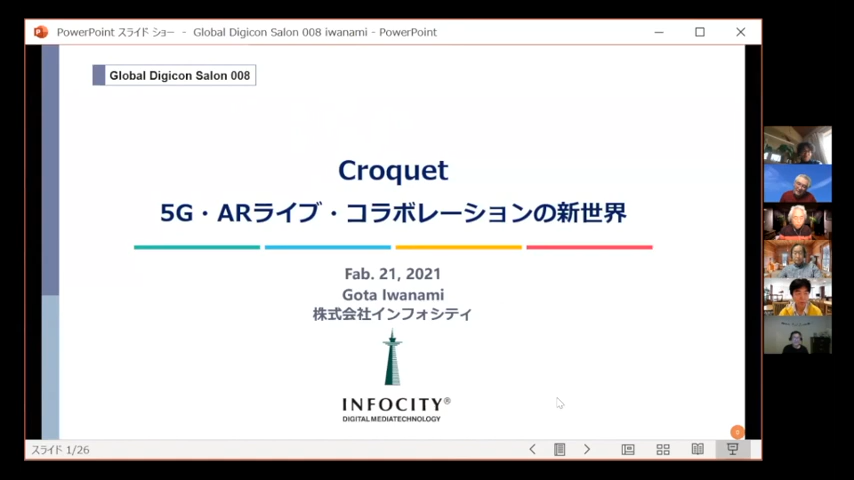 PowerPoint スライド ショー - Global Digicon Salon 008 iwanami - PowerPoint
Global Digicon Salon 008
Croquet
5G・ARライブ・コラボレーションの新世界
Fab. 21, 2021
Gota Iwanami
株式会社インフォシティ
INFOCITY®
DIGITAL MEDIATECHNOLOGY
スライド 1/26